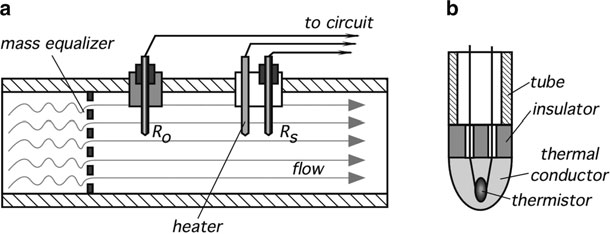 a
to circuit
mass equalizer
R₀
Rₛ
flow
heater
b
tube
insulator
thermal
conductor
thermistor